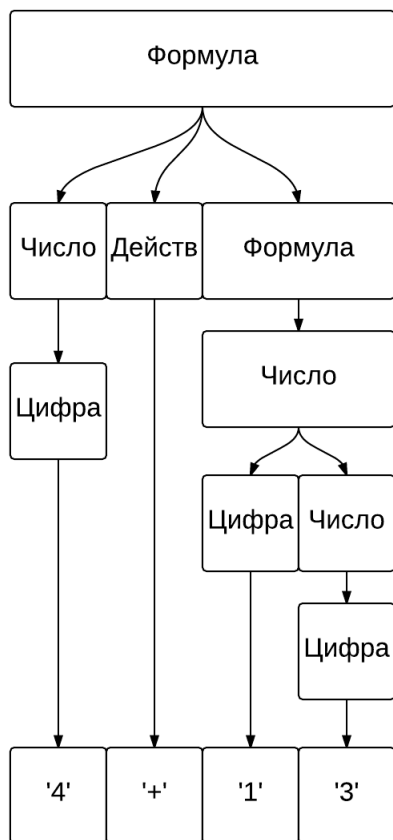 Формула
Число Действ Формула
Число
Цифра
Цифра Число
Цифра
'4' '+' '1' '3'